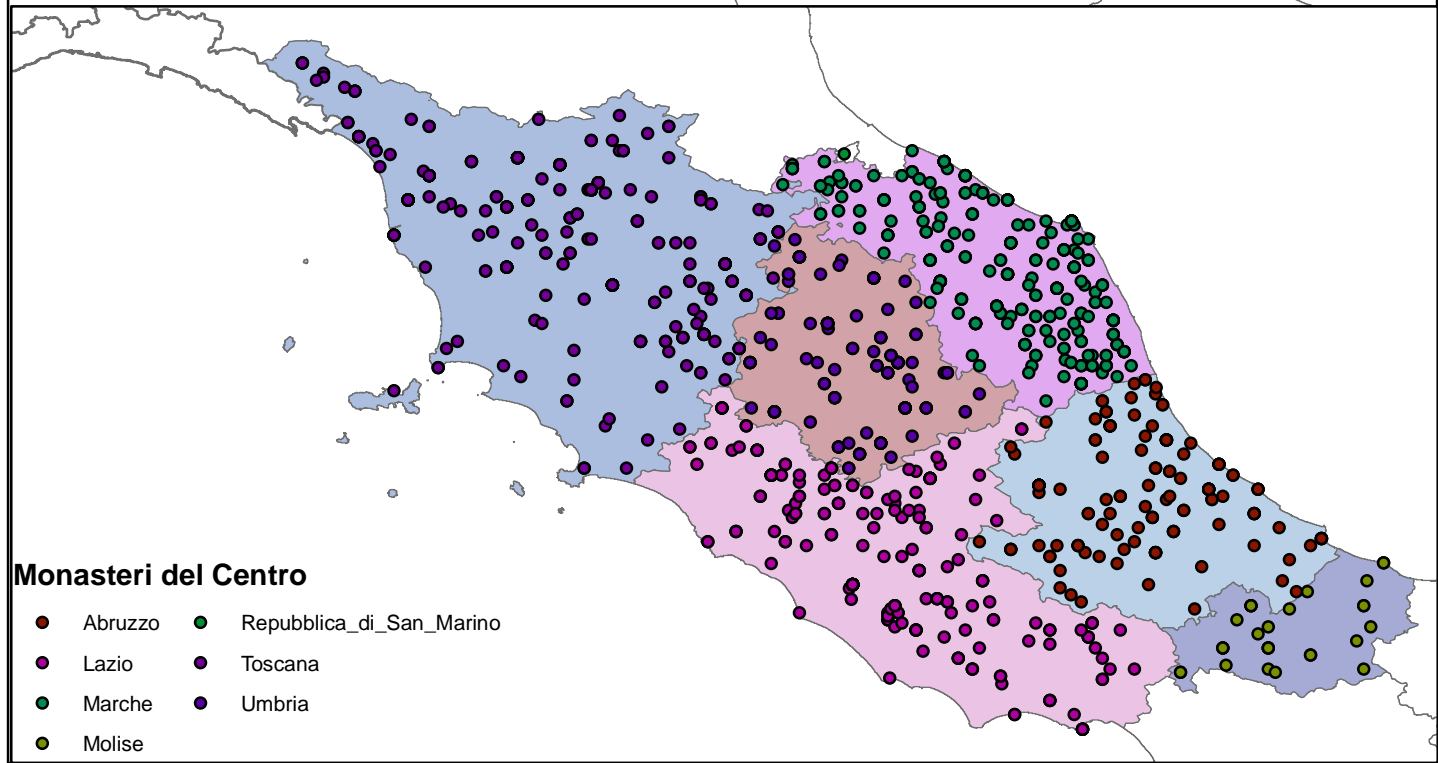 Monasteri del Centro
Abruzzo Repubblica_di_San_Marino
Lazio Toscana
Marche Umbria
Molise